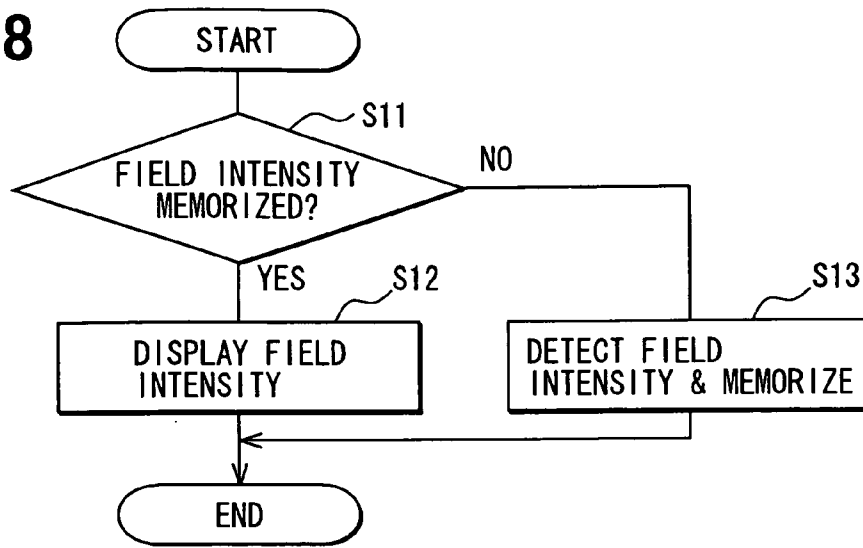 8
START
S11
FIELD INTENSITY
MEMORIZED?
NO
YES
S12
S13
DISPLAY FIELD
INTENSITY
DETECT FIELD
INTENSITY & MEMORIZE
END